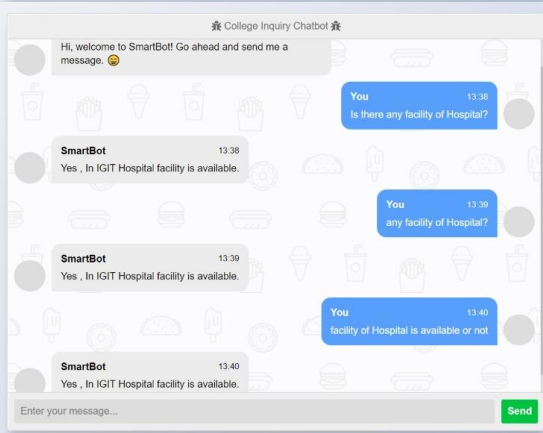 College Inquiry Chatbot
Hi, welcome to SmartBot! Go ahead and send me a
message. 😄
You 13:38
Is there any facility of Hospital?
SmartBot 13:38
Yes , In IGIT Hospital facility is available.
You 13:39
any facility of Hospital?
SmartBot 13:39
Yes , In IGIT Hospital facility is available.
You 13:40
facility of Hospital is available or not
SmartBot 13:40
Yes , In IGIT Hospital facility is available.
Enter your message... Send